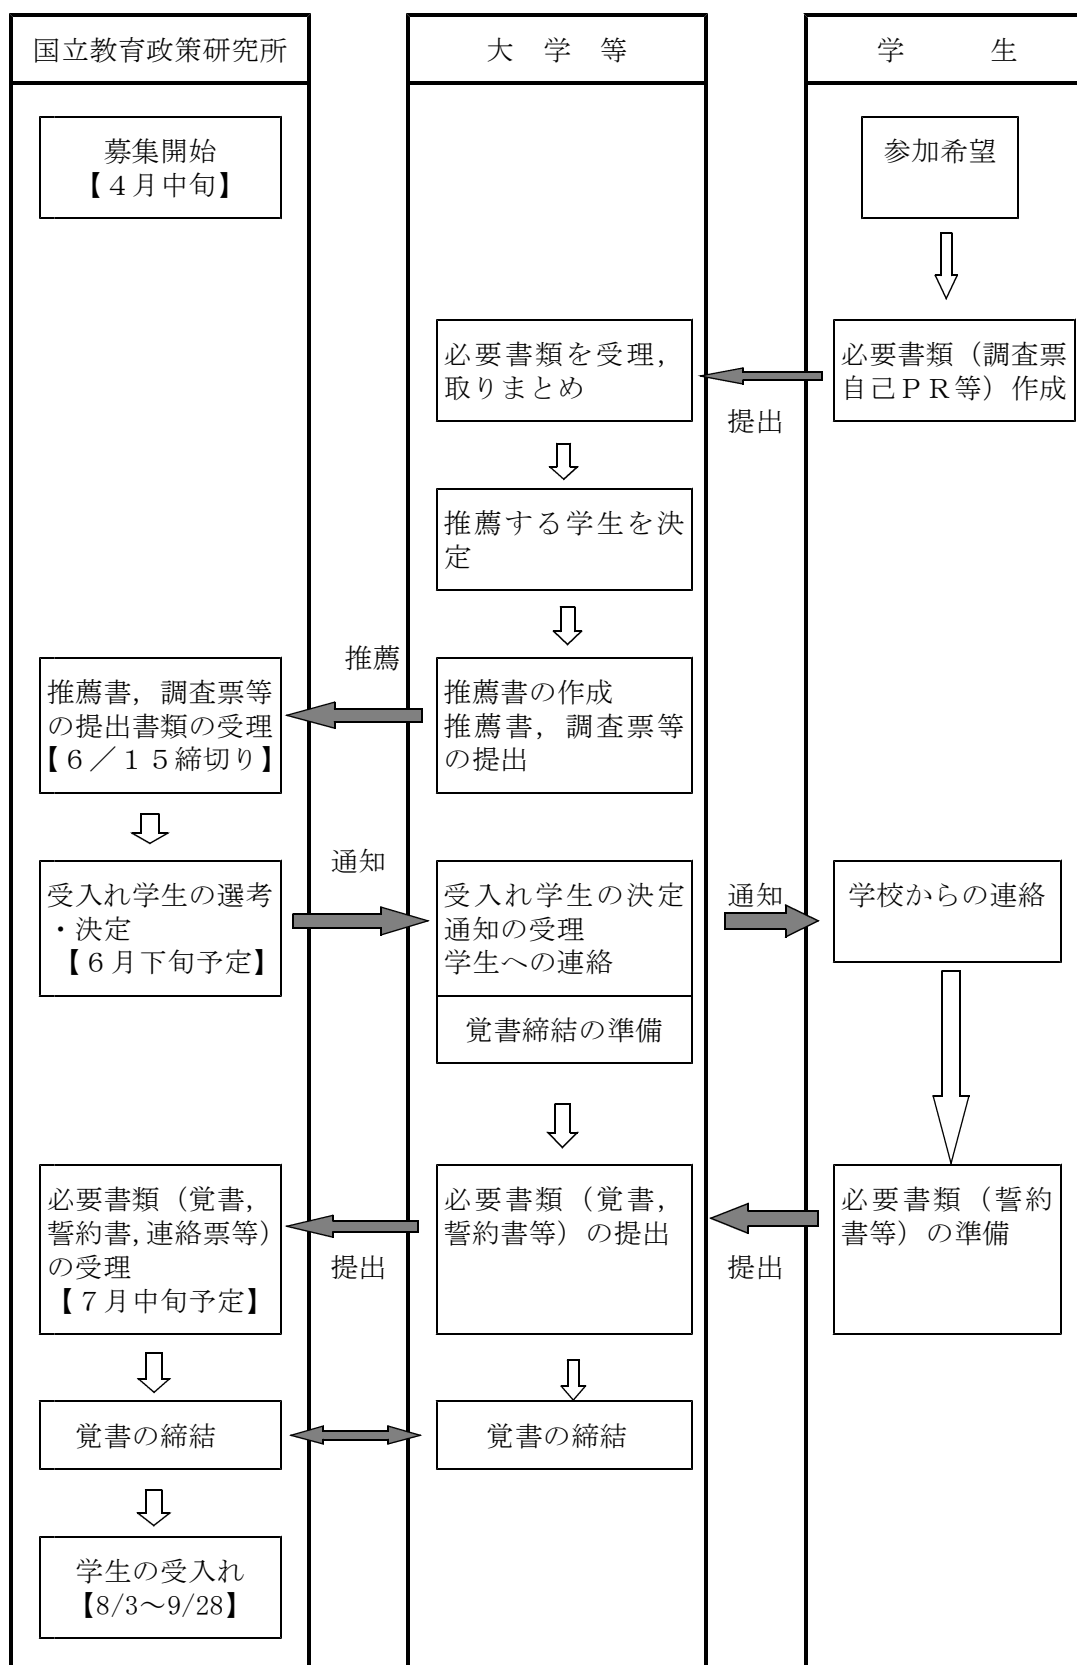 国立教育政策研究所
大　学　等
学　　　生
募集開始
【４月中旬】
参加希望
必要書類を受理，
取りまとめ
提出
必要書類（調査票
自己ＰＲ等）作成
推薦する学生を決
定
推薦書，調査票等
の提出書類の受理
【６／１５締切り】
推薦
推薦書の作成
推薦書，調査票等
の提出
受入れ学生の選考
・決定
【６月下旬予定】
通知
受入れ学生の決定
通知の受理
学生への連絡
通知
学校からの連絡
覚書締結の準備
必要書類（覚書，
誓約書，連絡票等）
の受理
【７月中旬予定】
提出
必要書類（覚書，
誓約書等）の提出
提出
必要書類（誓約
書等）の準備
覚書の締結
覚書の締結
学生の受入れ
【8/3～9/28】